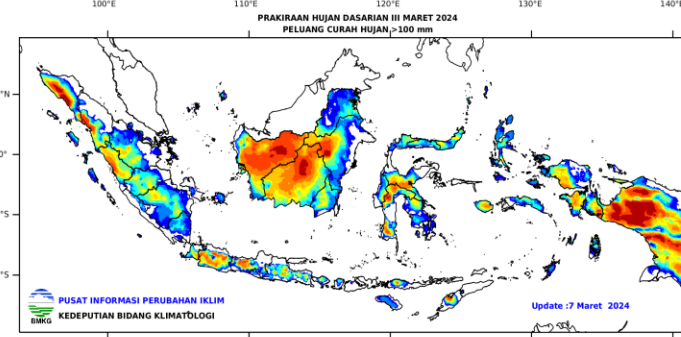 100°E 110°E 120°E 130°E 140°
PRAKIRAAN HUJAN DASARIAN III MARET 2024
PELUANG CURAH HUJAN >100 mm
°N
0°
°S
°S
PUSAT INFORMASI PERUBAHAN IKLIM
Update :7 Maret 2024
KEDEPUTIAN BIDANG KLIMATOLOGI
BMKG